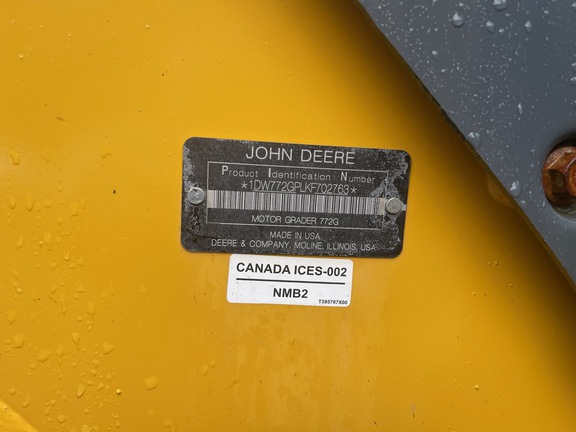 JOHN DEERE
Product Identification Number
*1DW772GPLKF702763*
MOTOR GRADER 772G
MADE IN USA
DEERE & COMPANY, MOLINE, ILLINOIS, USA
CANADA ICES-002
NMB2
T395787X00